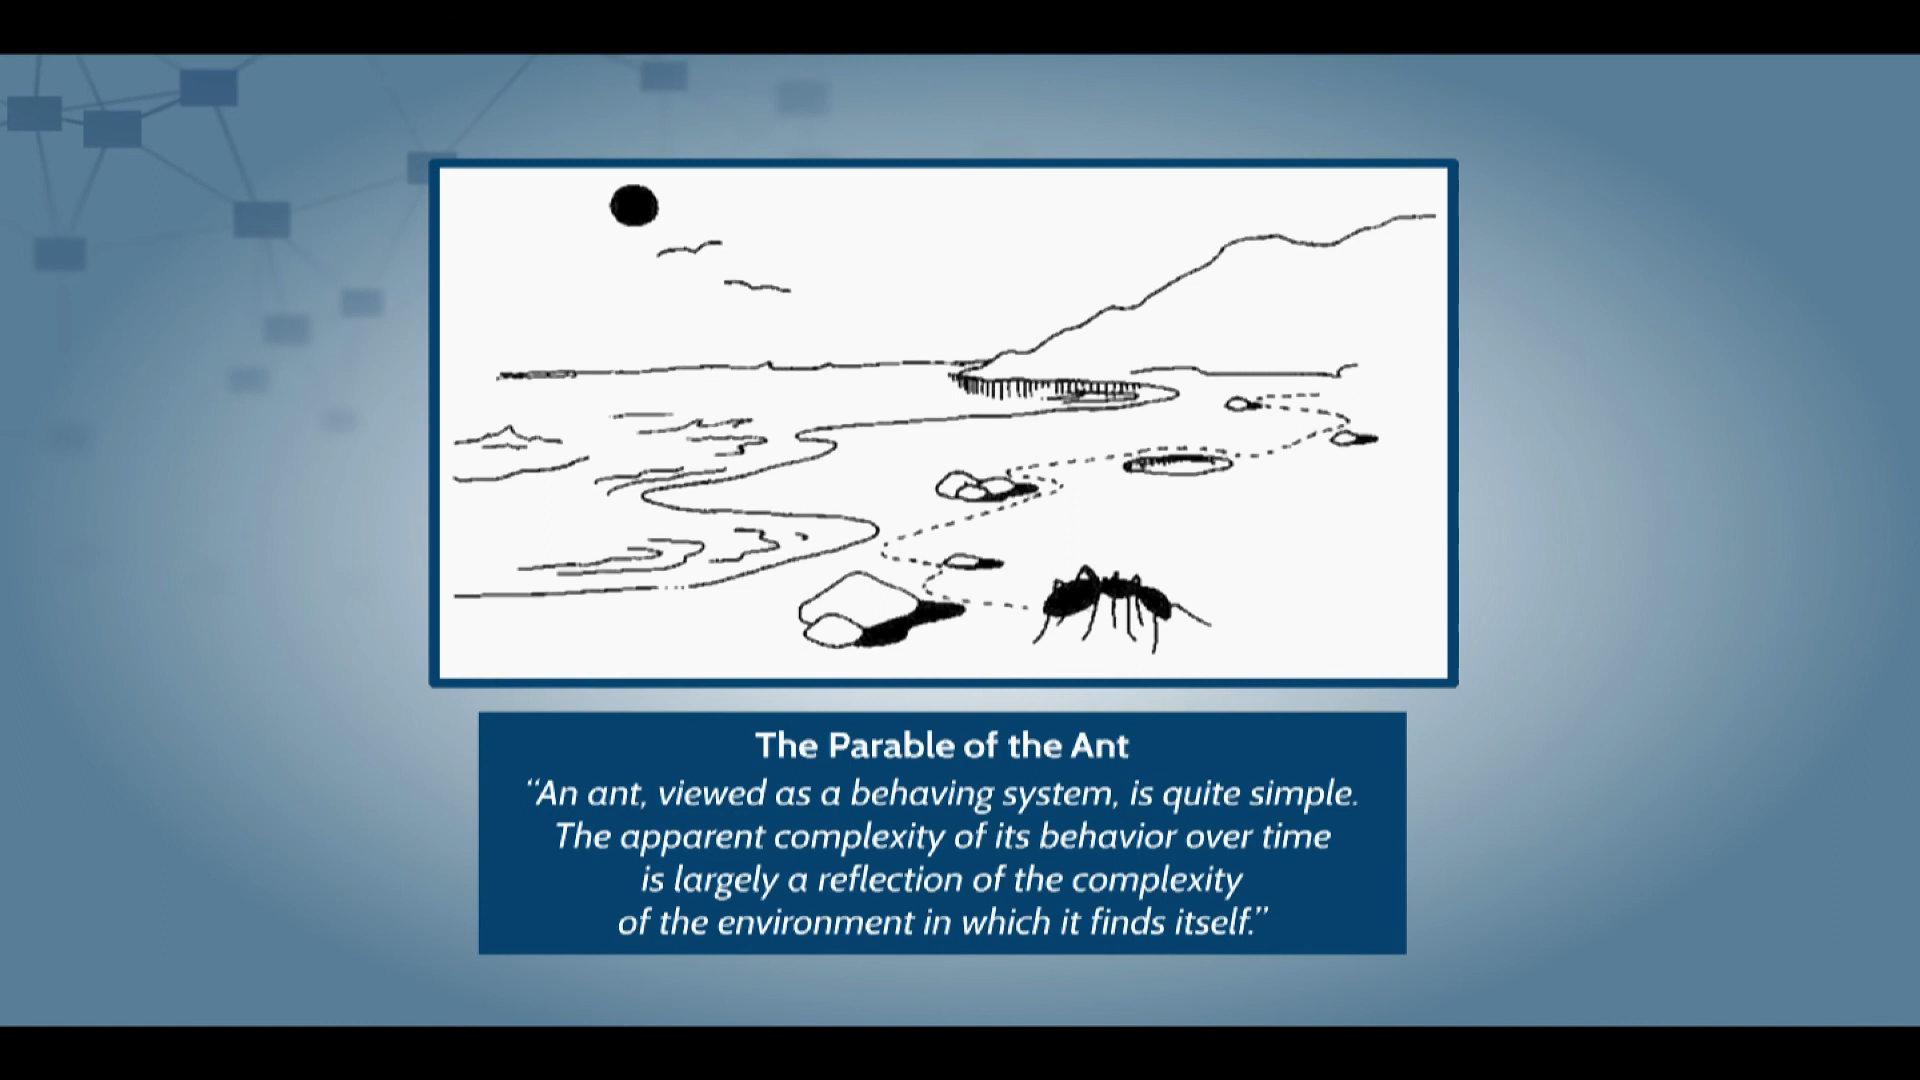 The Parable of the Ant
“An ant, viewed as a behaving system, is quite simple.
The apparent complexity of its behavior over time
is largely a reflection of the complexity
of the environment in which it finds itself.”